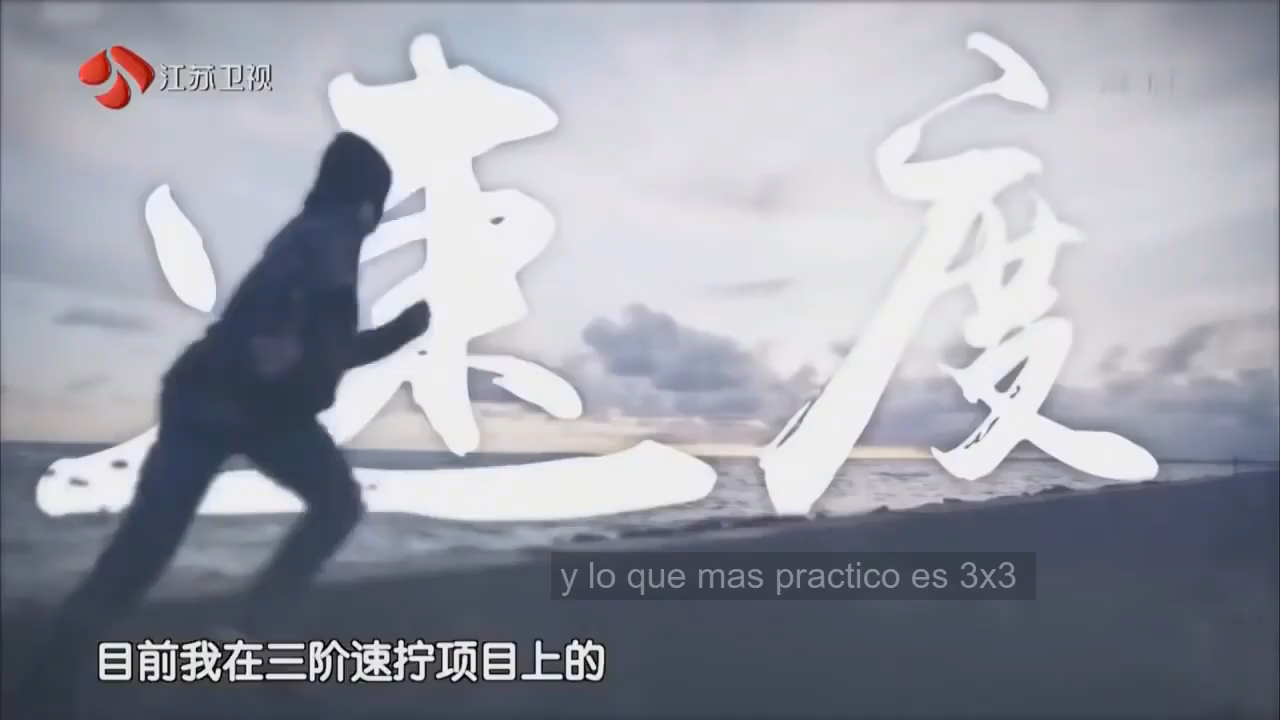 江苏卫视
速度
y lo que mas practico es 3x3
目前我在三阶速拧项目上的